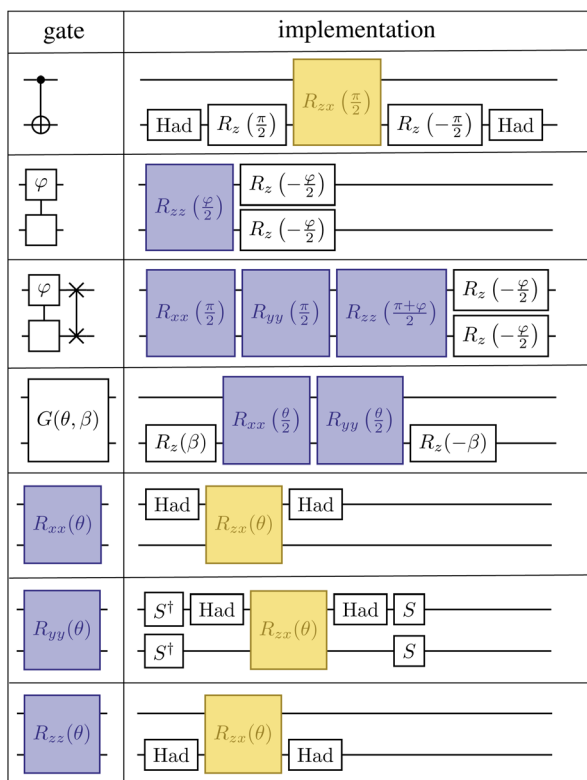 gate implementation
Had R_z(π/2) R_zx(π/2) R_z(-π/2) Had
φ R_zz(φ/2) R_z(-φ/2)
R_z(-φ/2)
φ R_xx(π/2) R_yy(π/2) R_zz((π+φ)/2) R_z(-φ/2)
R_z(-φ/2)
G(θ, β) R_z(β) R_xx(θ/2) R_yy(θ/2) R_z(-β)
R_xx(θ) Had R_zx(θ) Had
R_yy(θ) S† Had R_zx(θ) Had S
S† S
R_zz(θ) Had R_zx(θ) Had